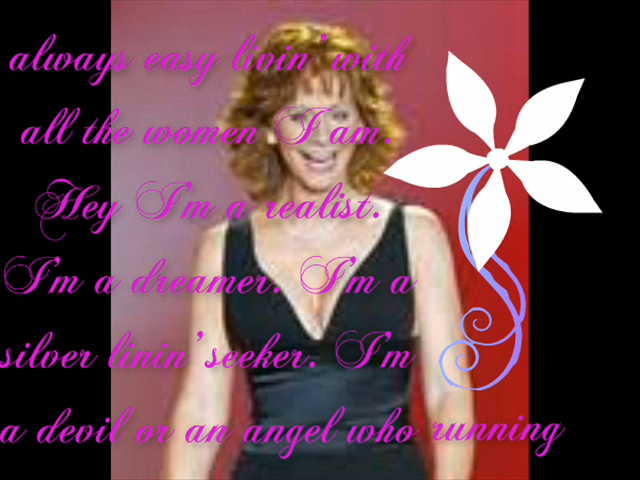 always easy livin' with
all the women I am.
Hey I'm a realist.
I'm a dreamer. I'm a
silver linin' seeker. I'm
a devil or an angel who running